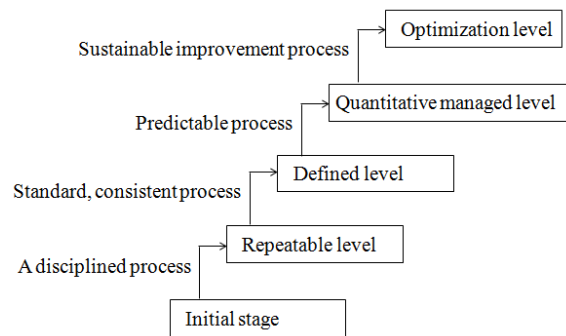 Optimization level
Sustainable improvement process
Quantitative managed level
Predictable process
Defined level
Standard, consistent process
Repeatable level
A disciplined process
Initial stage